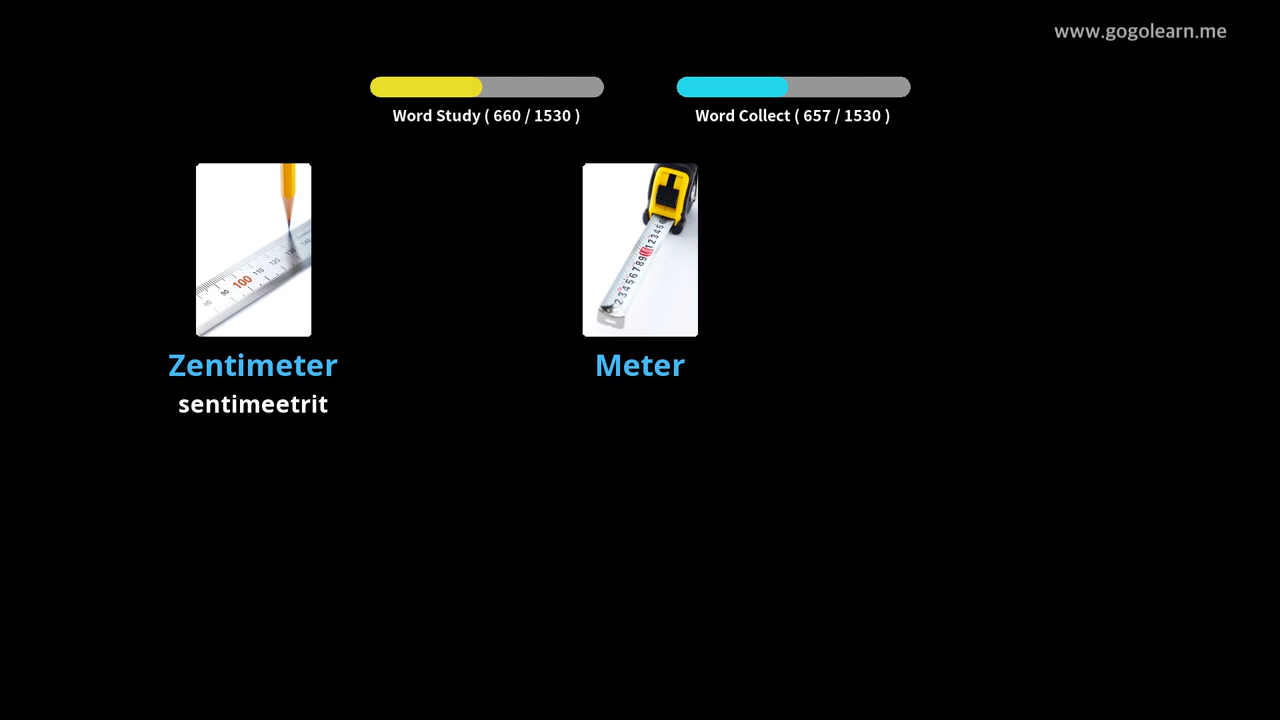 www.gogolearn.me
Word Study ( 660 / 1530 )
Word Collect ( 657 / 1530 )
Zentimeter
sentimeetrit
Meter